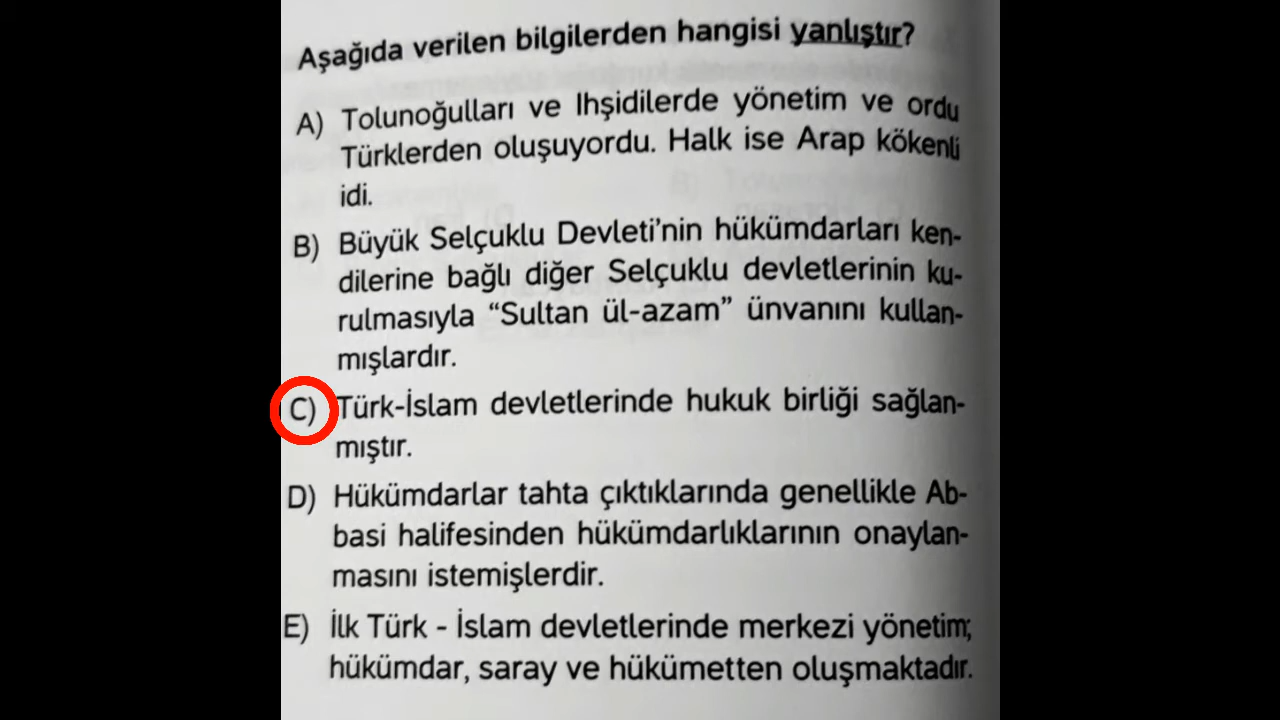 Aşağıda verilen bilgilerden hangisi yanlıştır?
A) Tolunoğulları ve Ihşidilerde yönetim ve ordu
Türklerden oluşuyordu. Halk ise Arap kökenli
idi.
B) Büyük Selçuklu Devleti'nin hükümdarları ken-
dilerine bağlı diğer Selçuklu devletlerinin ku-
rulmasıyla “Sultan ül-azam” ünvanını kullan-
mışlardır.
C) Türk-İslam devletlerinde hukuk birliği sağlan-
mıştır.
D) Hükümdarlar tahta çıktıklarında genellikle Ab-
basi halifesinden hükümdarlıklarının onaylan-
masını istemişlerdir.
E) İlk Türk - İslam devletlerinde merkezi yönetim;
hükümdar, saray ve hükümetten oluşmaktadır.